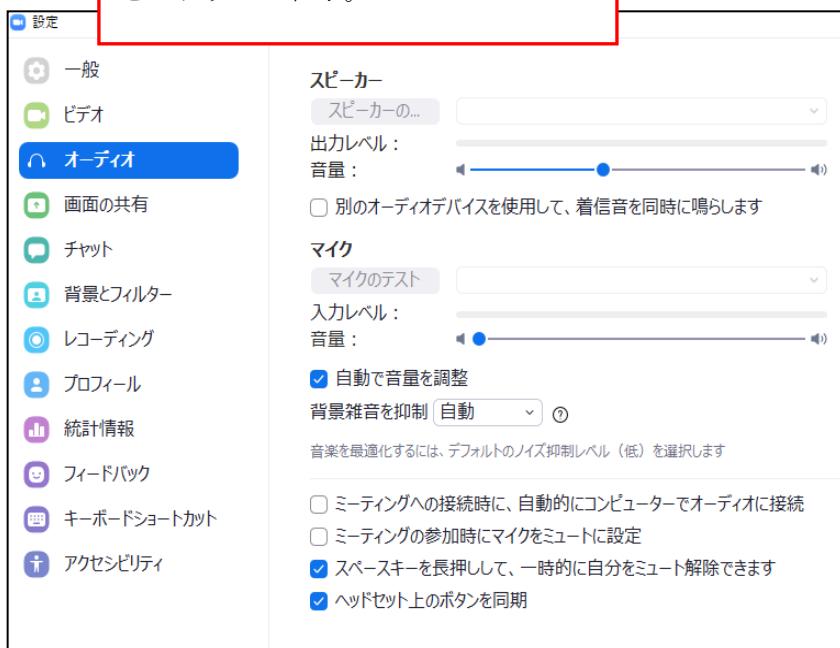 設定
一般
ビデオ
オーディオ
画面の共有
チャット
背景とフィルター
レコーディング
プロフィール
統計情報
フィードバック
キーボードショートカット
アクセシビリティ
スピーカー
スピーカーの...
出力レベル：
音量：
別のオーディオデバイスを使用して、着信音を同時に鳴らします
マイク
マイクのテスト
入力レベル：
音量：
自動で音量を調整
背景雑音を抑制 自動
音楽を最適化するには、デフォルトのノイズ抑制レベル（低）を選択します
ミーティングへの接続時に、自動的にコンピューターでオーディオに接続
ミーティングの参加時にマイクをミュートに設定
スペースキーを長押しして、一時的に自分をミュート解除できます
ヘッドセット上のボタンを同期